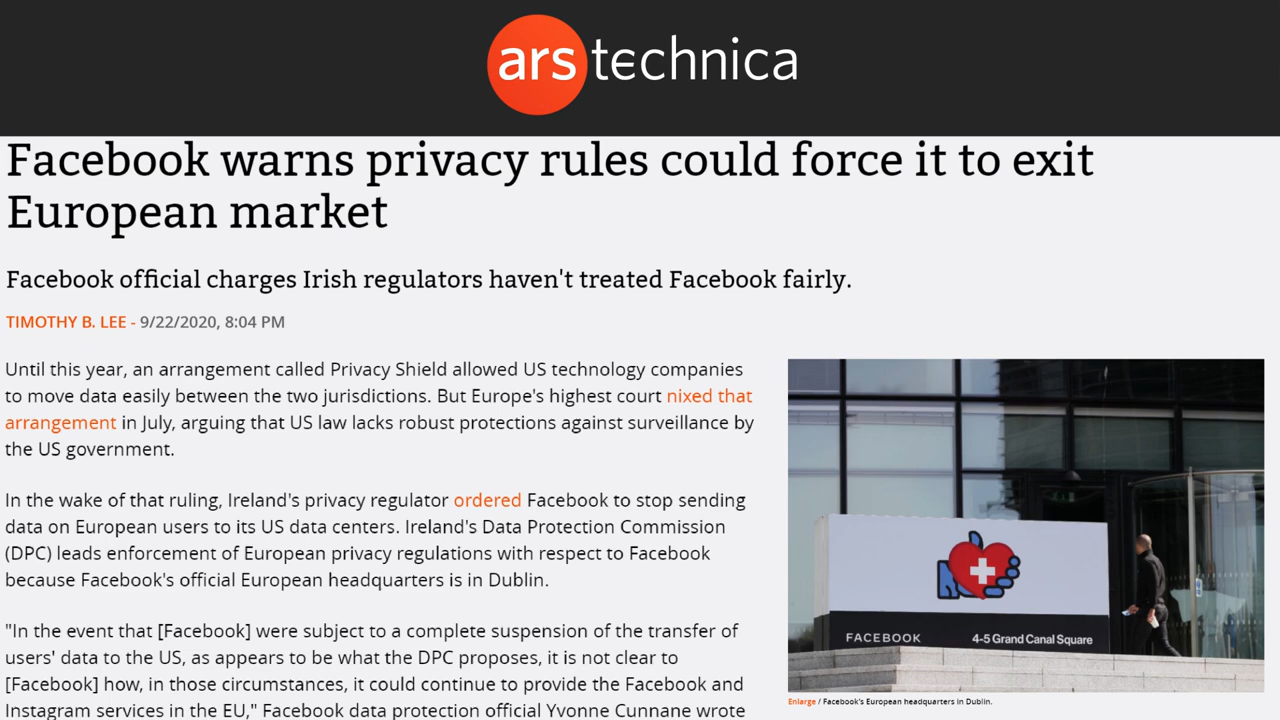 ars technica
Facebook warns privacy rules could force it to exit
European market
Facebook official charges Irish regulators haven't treated Facebook fairly.
TIMOTHY B. LEE - 9/22/2020, 8:04 PM
Until this year, an arrangement called Privacy Shield allowed US technology companies
to move data easily between the two jurisdictions. But Europe's highest court nixed that
arrangement in July, arguing that US law lacks robust protections against surveillance by
the US government.
In the wake of that ruling, Ireland's privacy regulator ordered Facebook to stop sending
data on European users to its US data centers. Ireland's Data Protection Commission
(DPC) leads enforcement of European privacy regulations with respect to Facebook
because Facebook's official European headquarters is in Dublin.
"In the event that [Facebook] were subject to a complete suspension of the transfer of
users' data to the US, as appears to be what the DPC proposes, it is not clear to
[Facebook] how, in those circumstances, it could continue to provide the Facebook and
Instagram services in the EU," Facebook data protection official Yvonne Cunnane wrote
FACEBOOK 4-5 Grand Canal Square
Enlarge / Facebook's European headquarters in Dublin.